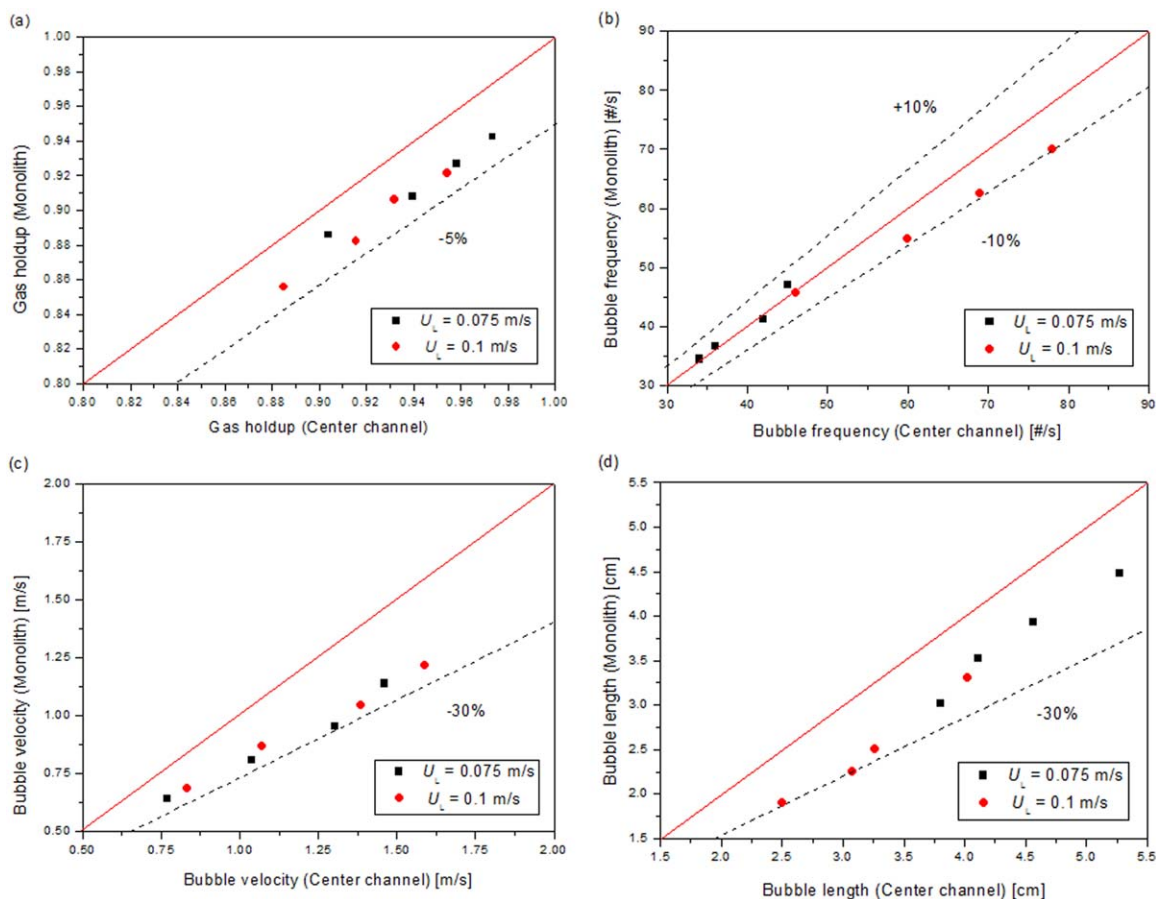 (a)
1.00
0.98
0.96
0.94
0.92
0.90
0.88
0.86
0.84
0.82
0.80
Gas holdup (Monolith)
-5%
U_L = 0.075 m/s
U_L = 0.1 m/s
0.80 0.82 0.84 0.86 0.88 0.90 0.92 0.94 0.96 0.98 1.00
Gas holdup (Center channel)
(b)
90
80
70
60
50
40
30
Bubble frequency (Monolith) [#/s]
+10%
-10%
U_L = 0.075 m/s
U_L = 0.1 m/s
30 40 50 60 70 80 90
Bubble frequency (Center channel) [#/s]
(c)
2.00
1.75
1.50
1.25
1.00
0.75
0.50
Bubble velocity (Monolith) [m/s]
-30%
U_L = 0.075 m/s
U_L = 0.1 m/s
0.50 0.75 1.00 1.25 1.50 1.75 2.00
Bubble velocity (Center channel) [m/s]
(d)
5.5
5.0
4.5
4.0
3.5
3.0
2.5
2.0
1.5
Bubble length (Monolith) [cm]
-30%
U_L = 0.075 m/s
U_L = 0.1 m/s
1.5 2.0 2.5 3.0 3.5 4.0 4.5 5.0 5.5
Bubble length (Center channel) [cm]